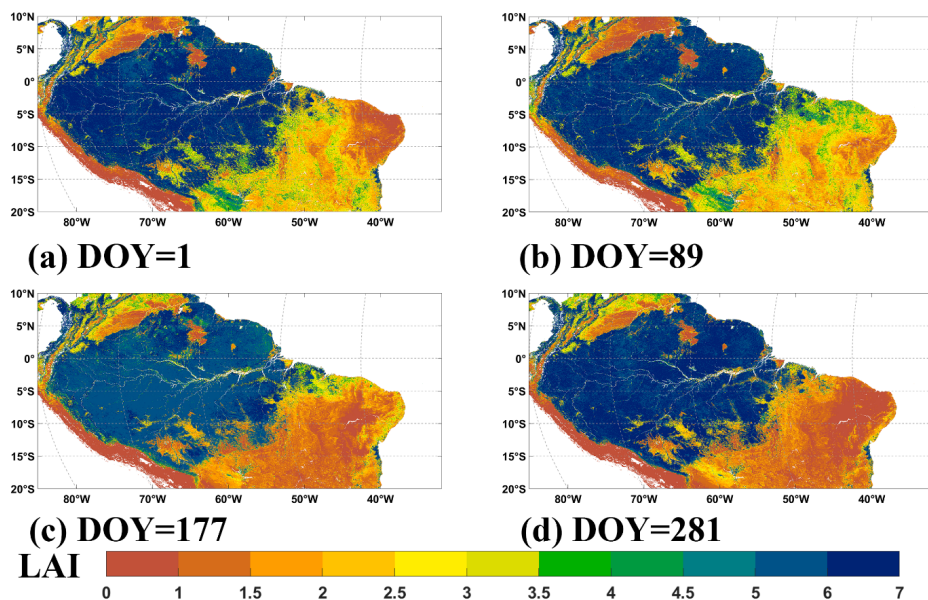 10°N 10°N
5°N 5°N
0° 0°
5°S 5°S
10°S 10°S
15°S 15°S
20°S 20°S
80°W 70°W 60°W 50°W 40°W 80°W 70°W 60°W 50°W 40°W
(a) DOY=1 (b) DOY=89
10°N 10°N
5°N 5°N
0° 0°
5°S 5°S
10°S 10°S
15°S 15°S
20°S 20°S
80°W 70°W 60°W 50°W 40°W 80°W 70°W 60°W 50°W 40°W
(c) DOY=177 (d) DOY=281
LAI
0 1 1.5 2 2.5 3 3.5 4 4.5 5 6 7